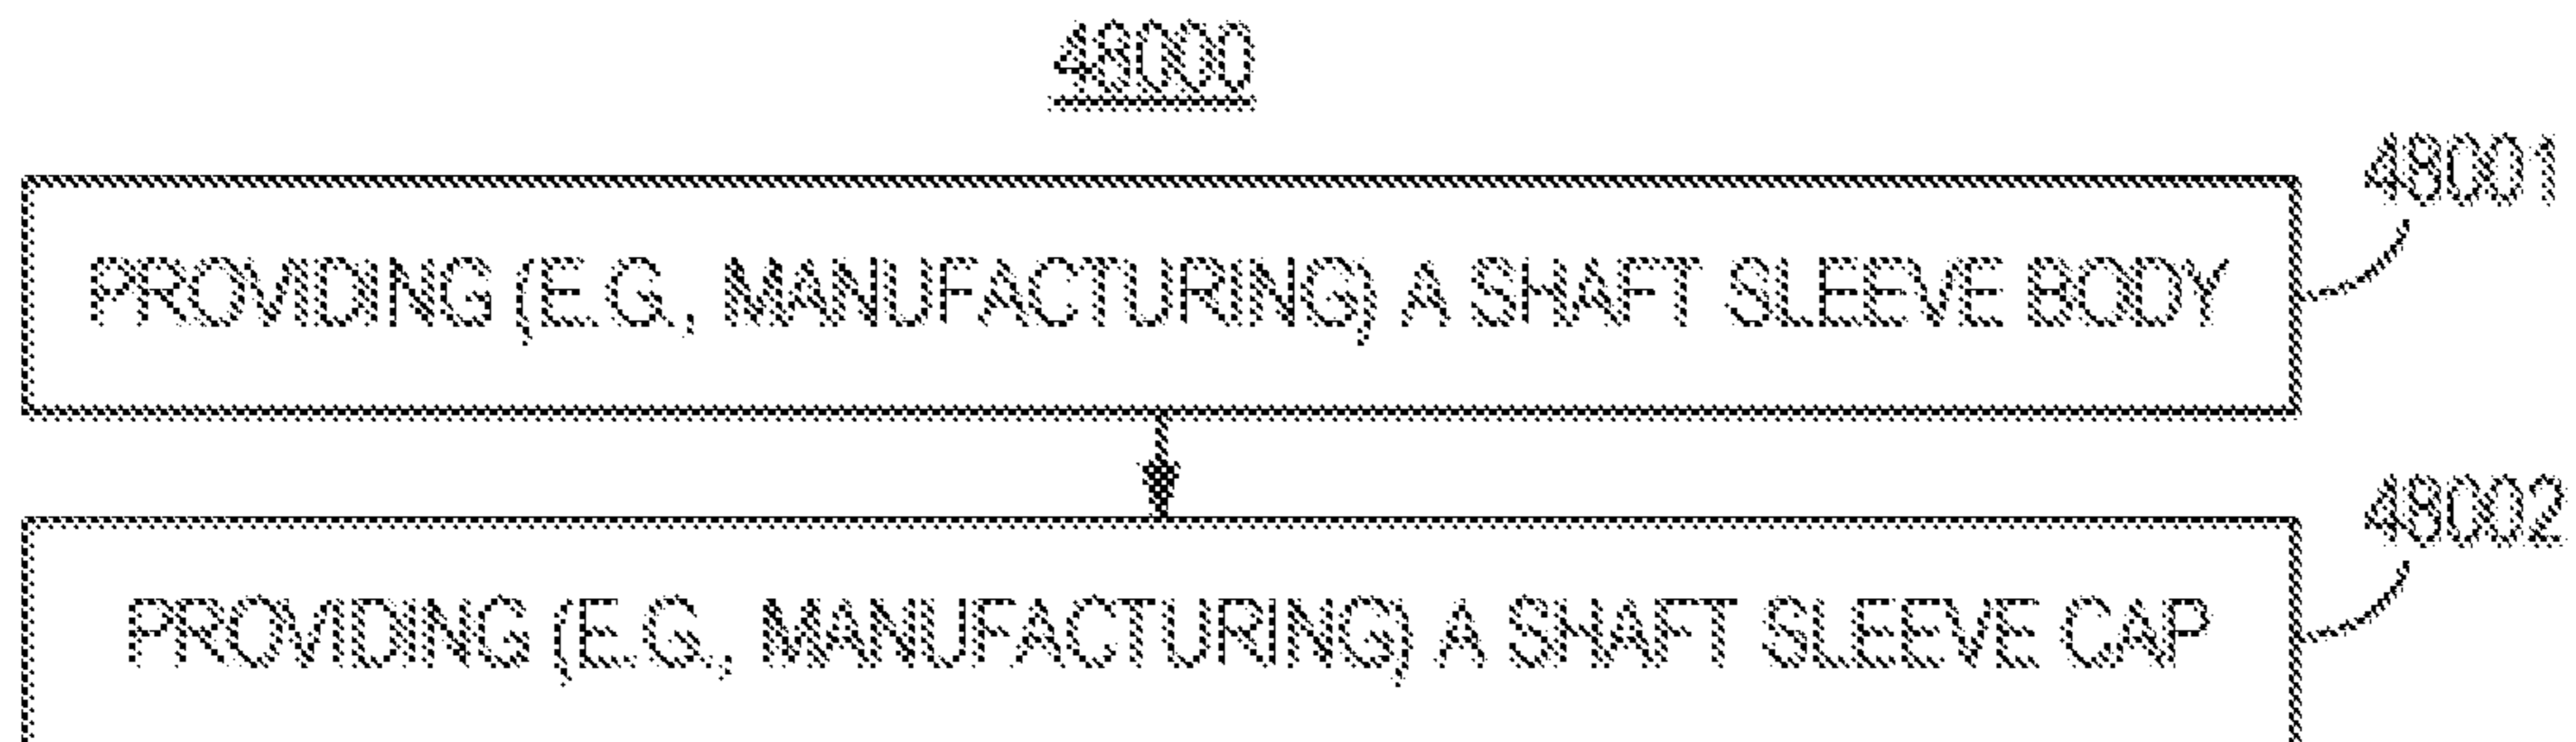 48000
48001
PROVIDING (E.G., MANUFACTURING) A SHAFT SLEEVE BODY
48002
PROVIDING (E.G., MANUFACTURING) A SHAFT SLEEVE CAP